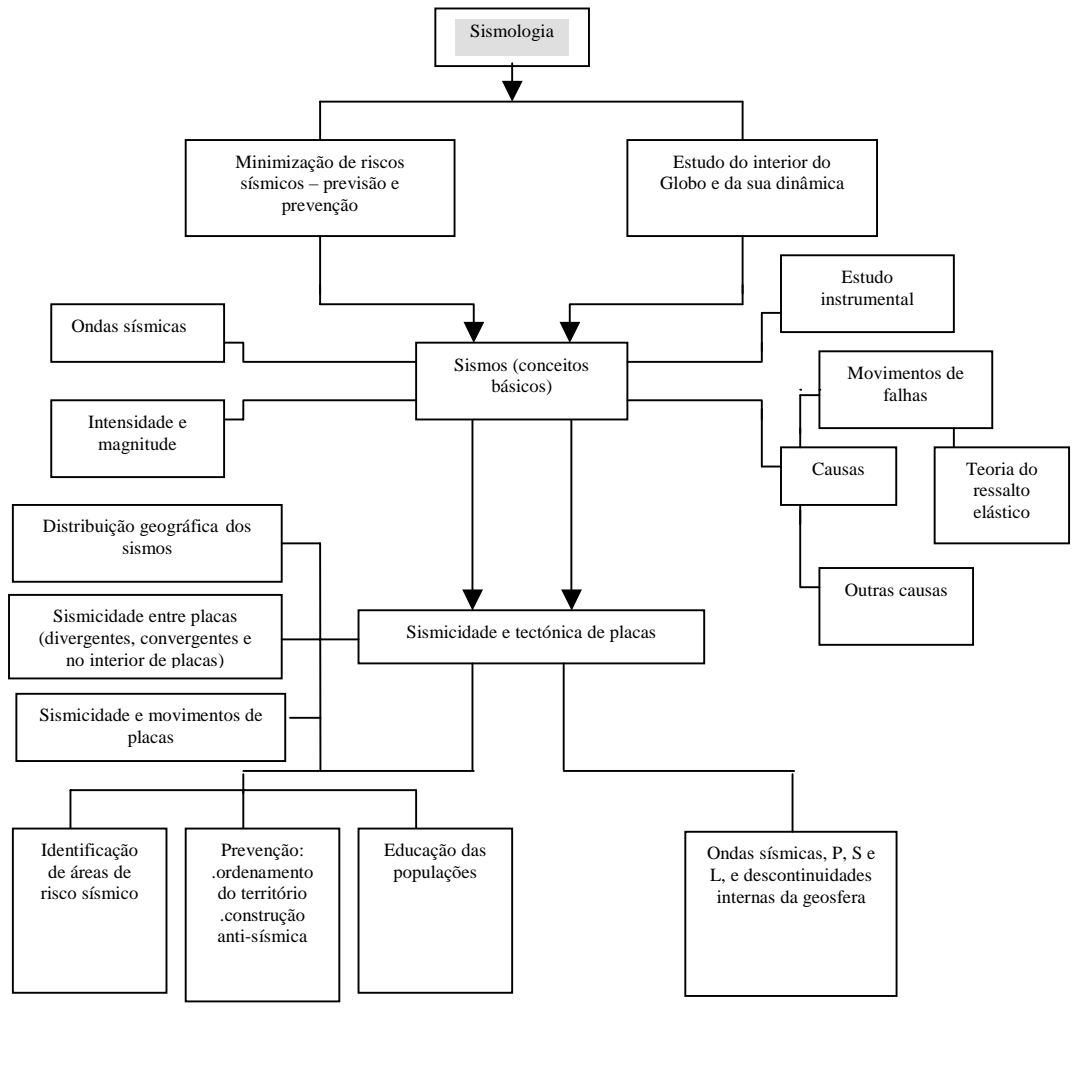 Sismologia
Minimização de riscos
sísmicos – previsão e
prevenção
Estudo do interior do
Globo e da sua dinâmica
Estudo
instrumental
Ondas sísmicas
Sismos (conceitos
básicos)
Movimentos de
falhas
Intensidade e
magnitude
Causas
Teoria do
ressalto
elástico
Distribuição geográfica dos
sismos
Outras causas
Sismicidade entre placas
(divergentes, convergentes e
no interior de placas)
Sismicidade e tectónica de placas
Sismicidade e movimentos de
placas
Identificação
de áreas de
risco sísmico
Prevenção:
.ordenamento
do território
.construção
anti-sísmica
Educação das
populações
Ondas sísmicas, P, S e
L, e descontinuidades
internas da geosfera